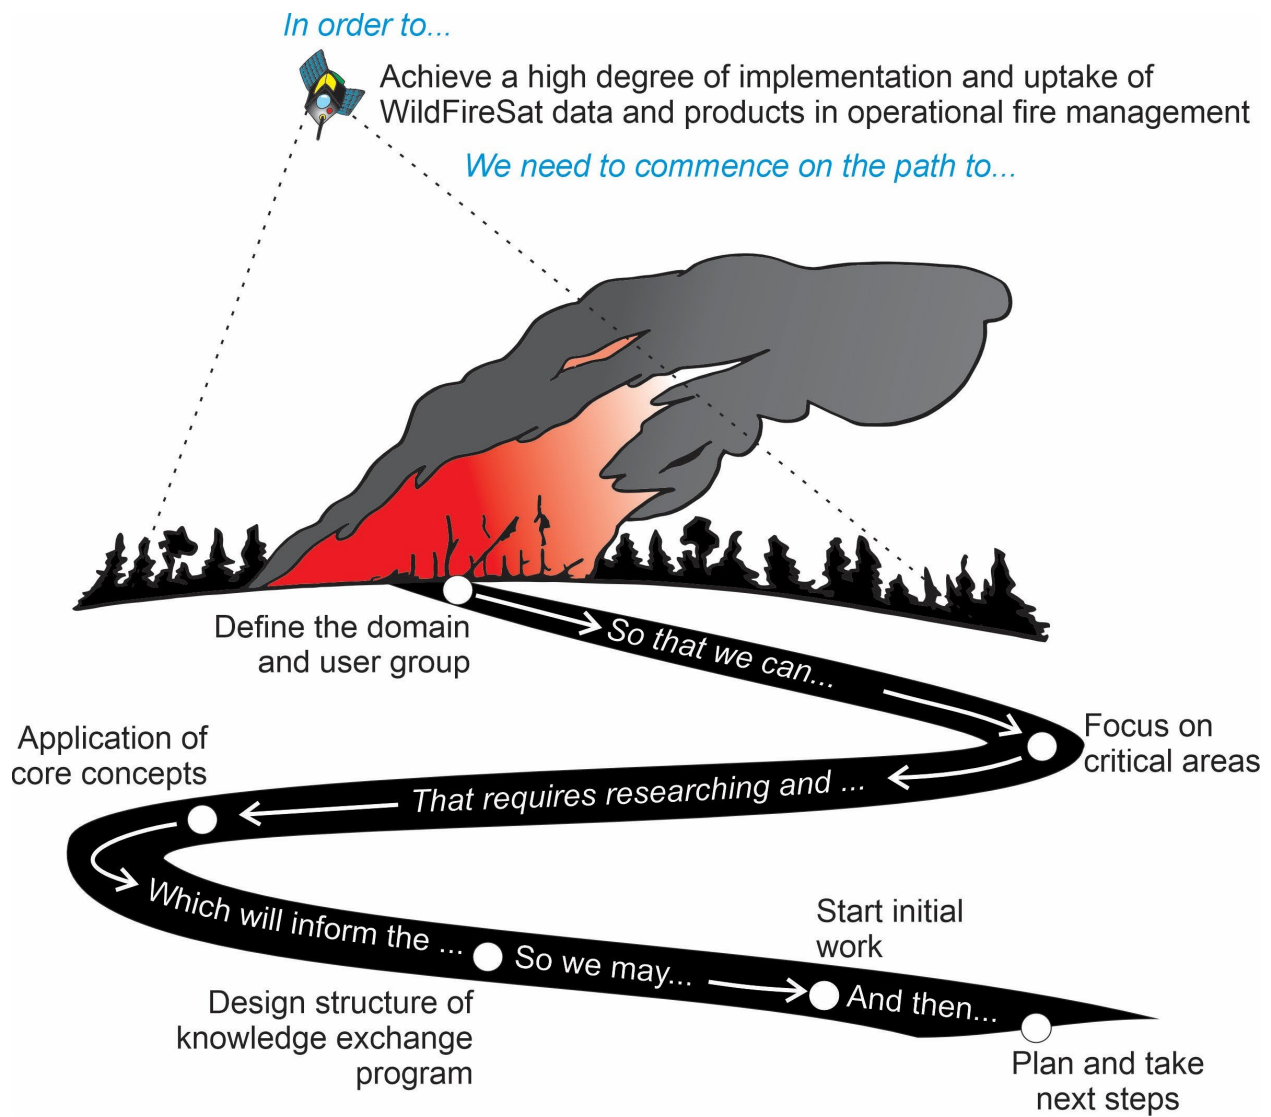 In order to...
Achieve a high degree of implementation and uptake of
WildFireSat data and products in operational fire management
We need to commence on the path to...
Define the domain
and user group
So that we can...
Focus on
critical areas
That requires researching and ...
Application of
core concepts
Which will inform the ...
Design structure of
knowledge exchange
program
So we may...
Start initial
work
And then...
Plan and take
next steps